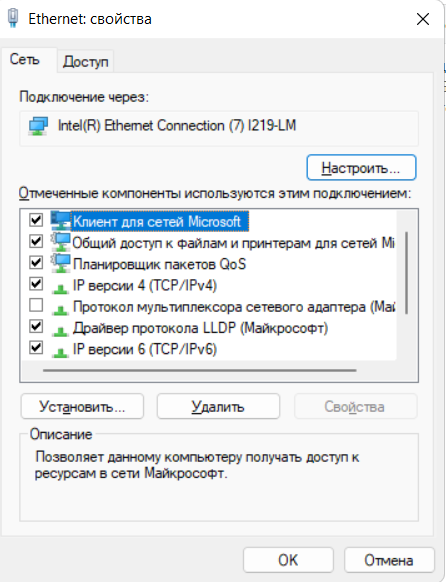 Ethernet: свойства
Сеть
Доступ
Подключение через:
Intel(R) Ethernet Connection (7) I219-LM
Настроить...
Отмеченные компоненты используются этим подключением:
Клиент для сетей Microsoft
Общий доступ к файлам и принтерам для сетей Mi
Планировщик пакетов QoS
IP версии 4 (TCP/IPv4)
Протокол мультиплексора сетевого адаптера (Май
Драйвер протокола LLDP (Майкрософт)
IP версии 6 (TCP/IPv6)
Установить...
Удалить
Свойства
Описание
Позволяет данному компьютеру получать доступ к
ресурсам в сети Майкрософт.
OK
Отмена